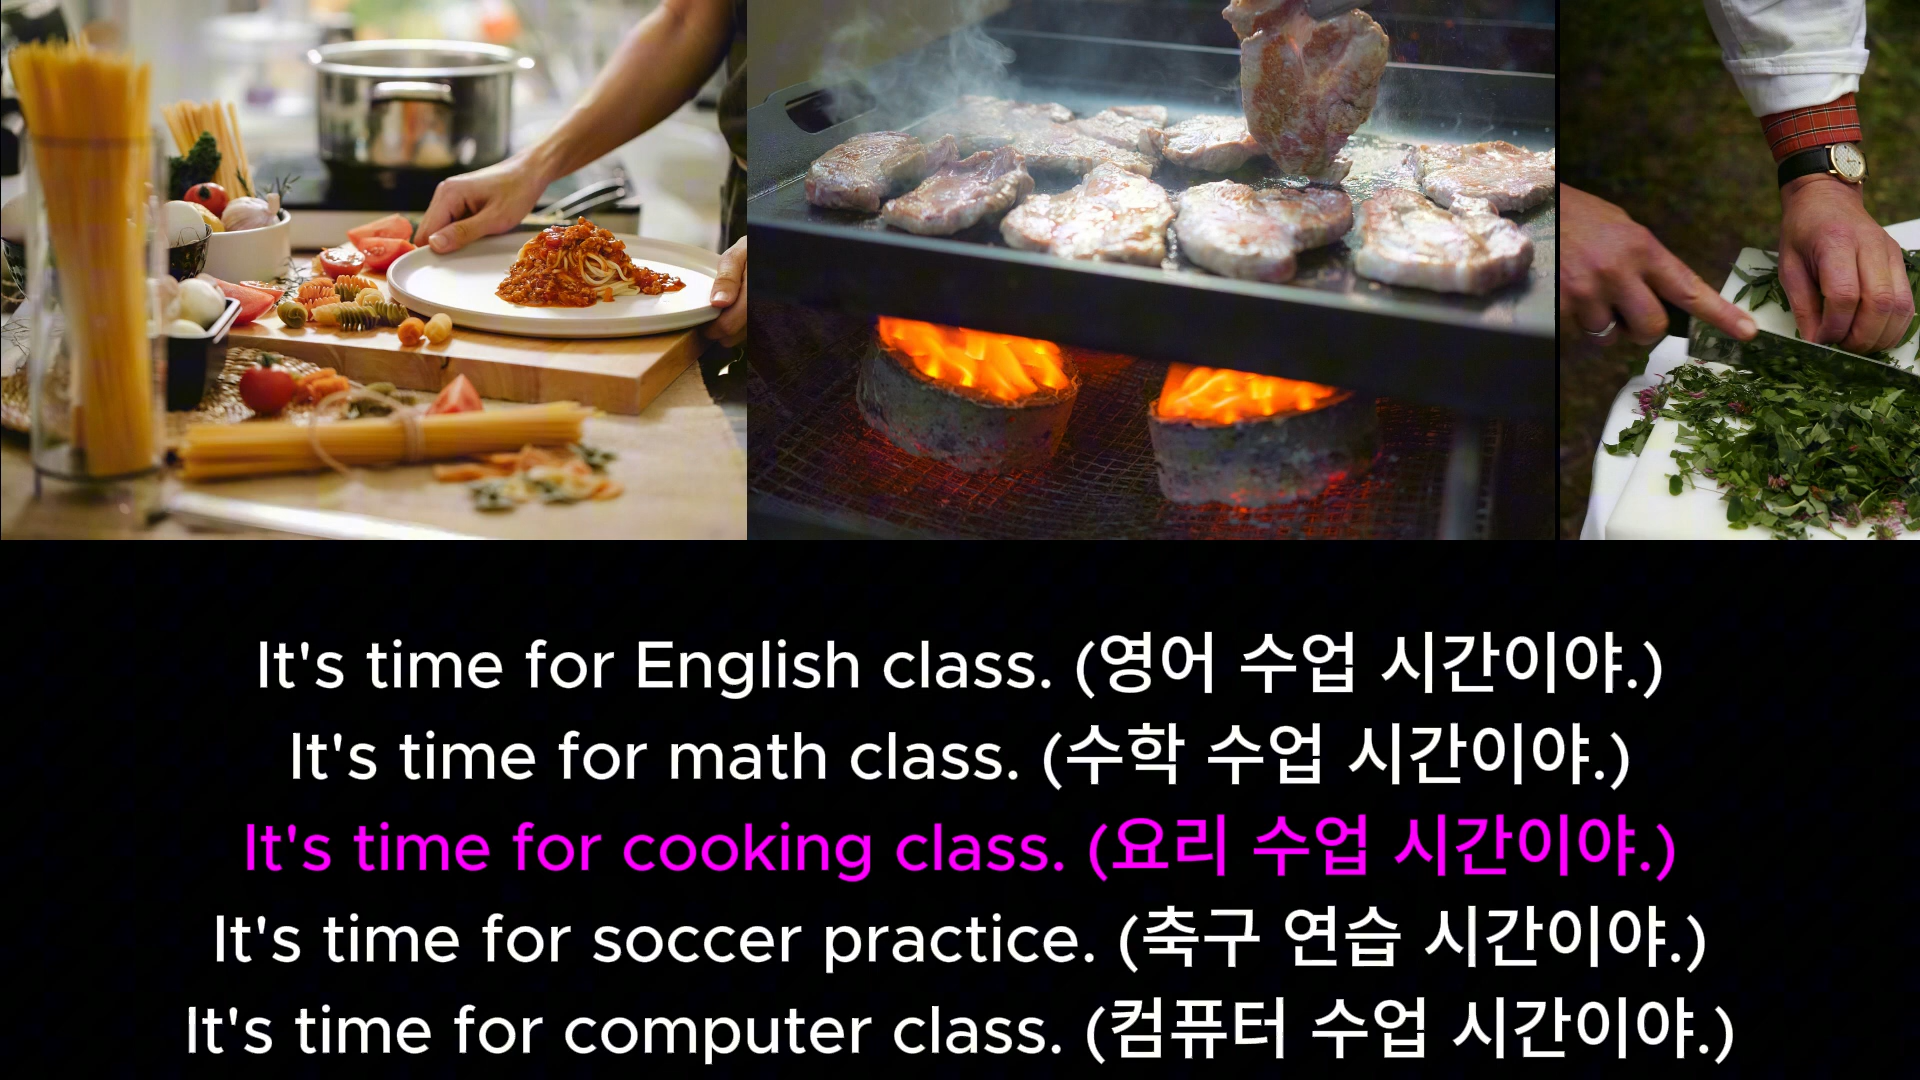 It's time for English class. (영어 수업 시간이야.)
It's time for math class. (수학 수업 시간이야.)
It's time for cooking class. (요리 수업 시간이야.)
It's time for soccer practice. (축구 연습 시간이야.)
It's time for computer class. (컴퓨터 수업 시간이야.)